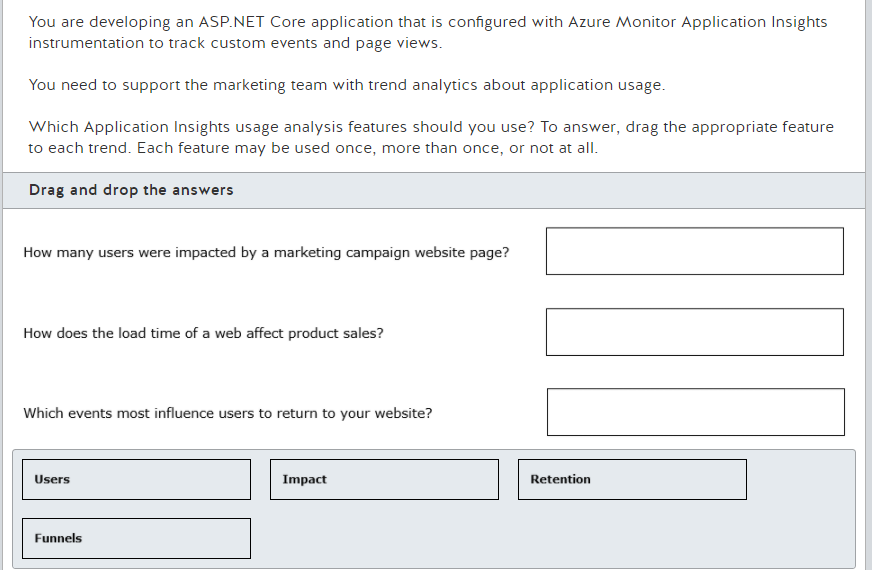 You are developing an ASP.NET Core application that is configured with Azure Monitor Application Insights
instrumentation to track custom events and page views.
You need to support the marketing team with trend analytics about application usage.
Which Application Insights usage analysis features should you use? To answer, drag the appropriate feature
to each trend. Each feature may be used once, more than once, or not at all.
Drag and drop the answers
How many users were impacted by a marketing campaign website page?
How does the load time of a web affect product sales?
Which events most influence users to return to your website?
Users
Impact
Retention
Funnels